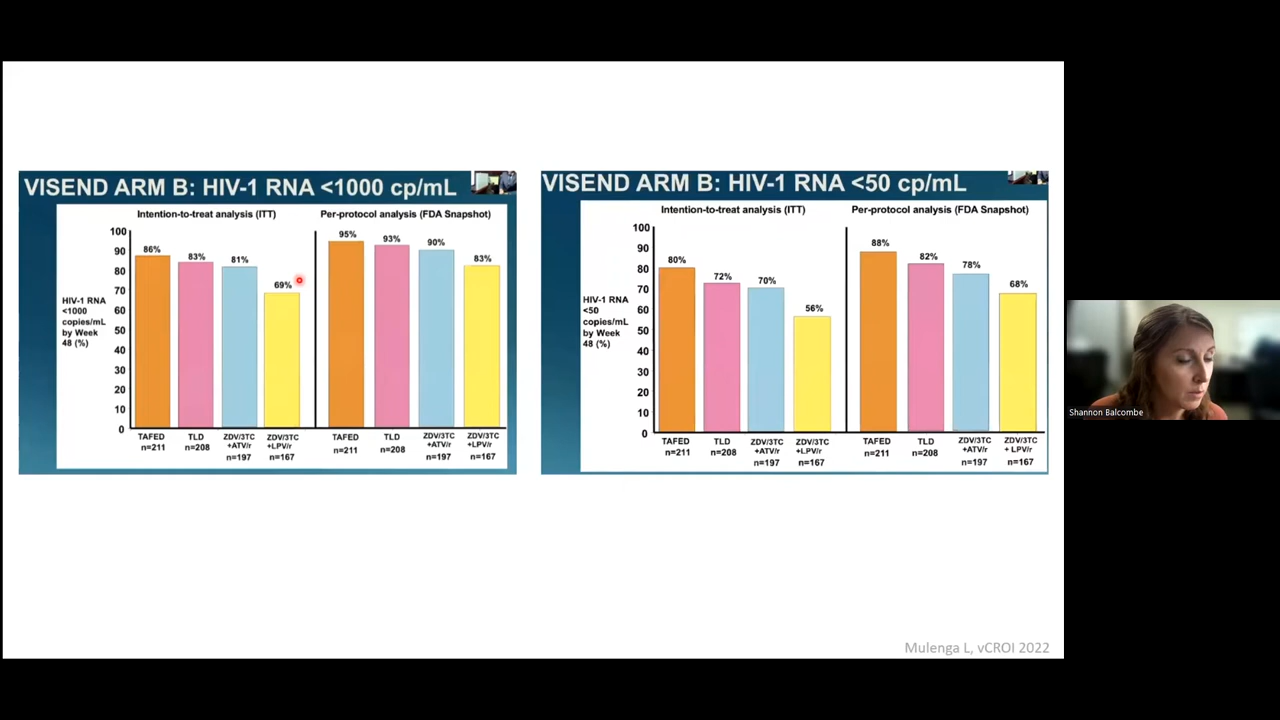 VISEND ARM B: HIV-1 RNA <1000 cp/mL
Intention-to-treat analysis (ITT)
Per-protocol analysis (FDA Snapshot)
HIV-1 RNA
<1000
copies/mL
by Week
48 (%)
100
90
80
70
60
50
40
30
20
10
0
86%
83%
81%
69%
95%
93%
90%
83%
TAFED
n=211
TLD
n=208
ZDV/3TC
+ATV/r
n=197
ZDV/3TC
+LPV/r
n=167
TAFED
n=211
TLD
n=208
ZDV/3TC
+ATV/r
n=197
ZDV/3TC
+LPV/r
n=167
VISEND ARM B: HIV-1 RNA <50 cp/mL
Intention-to-treat analysis (ITT)
Per-protocol analysis (FDA Snapshot)
HIV-1 RNA
<50
copies/mL
by Week
48 (%)
100
90
80
70
60
50
40
30
20
10
0
80%
72%
70%
56%
88%
82%
78%
68%
TAFED
n=211
TLD
n=208
ZDV/3TC
+ATV/r
n=197
ZDV/3TC
+LPV/r
n=167
TAFED
n=211
TLD
n=208
ZDV/3TC
+ATV/r
n=197
ZDV/3TC
+ LPV/r
n=167
Shannon Balcombe
Mulenga L, vCROI 2022